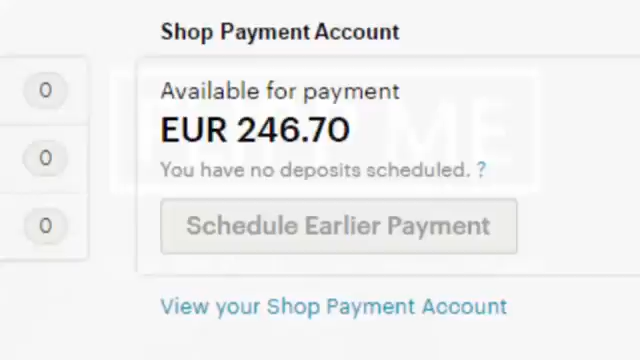 Shop Payment Account
0
Available for payment
EUR 246.70
0
You have no deposits scheduled. ?
0
Schedule Earlier Payment
View your Shop Payment Account
ME